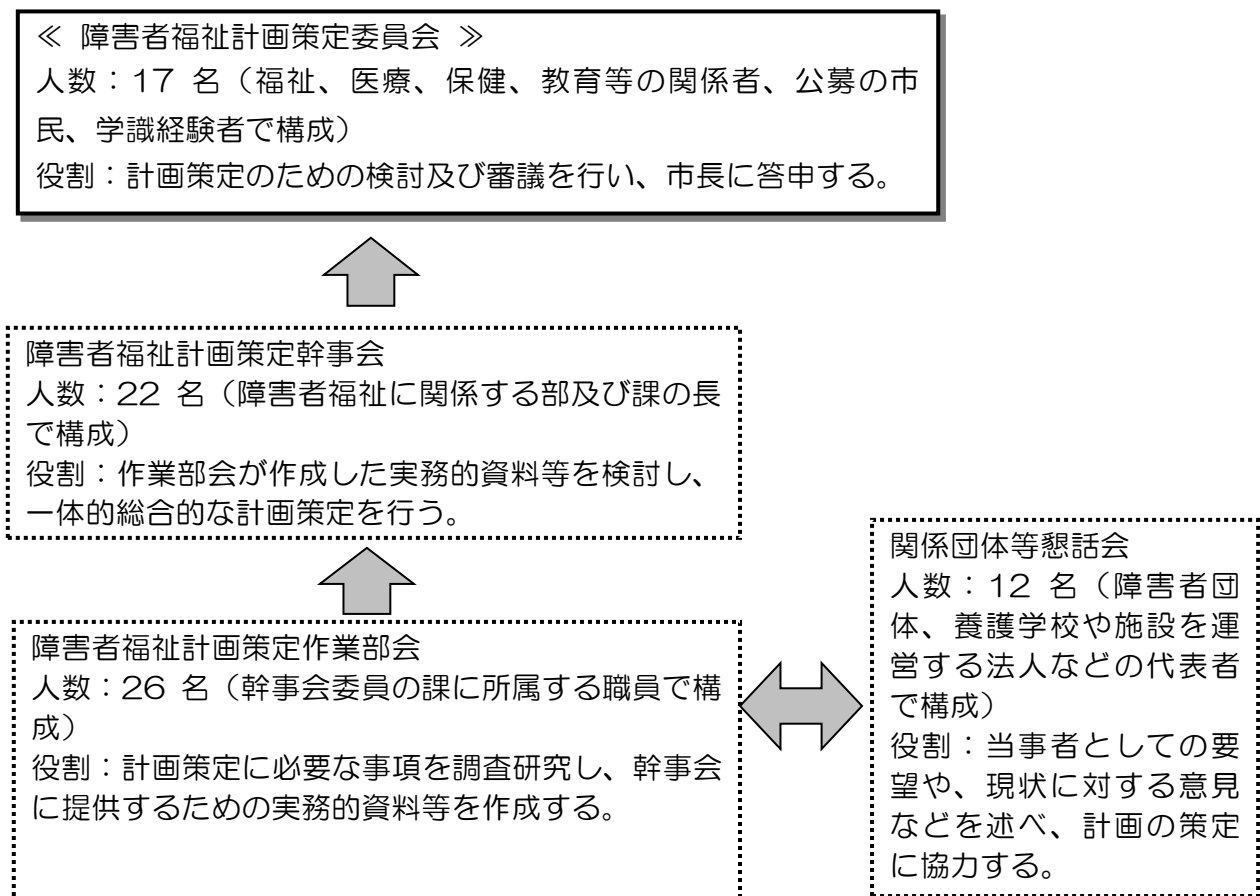 ≪ 障害者福祉計画策定委員会 ≫
人数：17 名（福祉、医療、保健、教育等の関係者、公募の市
民、学識経験者で構成）
役割：計画策定のための検討及び審議を行い、市長に答申する。
障害者福祉計画策定幹事会
人数：22 名（障害者福祉に関係する部及び課の長
で構成）
役割：作業部会が作成した実務的資料等を検討し、
一体的総合的な計画策定を行う。
障害者福祉計画策定作業部会
人数：26 名（幹事会委員の課に所属する職員で構
成）
役割：計画策定に必要な事項を調査研究し、幹事会
に提供するための実務的資料等を作成する。
関係団体等懇話会
人数：12 名（障害者団
体、養護学校や施設を運
営する法人などの代表者
で構成）
役割：当事者としての要
望や、現状に対する意見
などを述べ、計画の策定
に協力する。